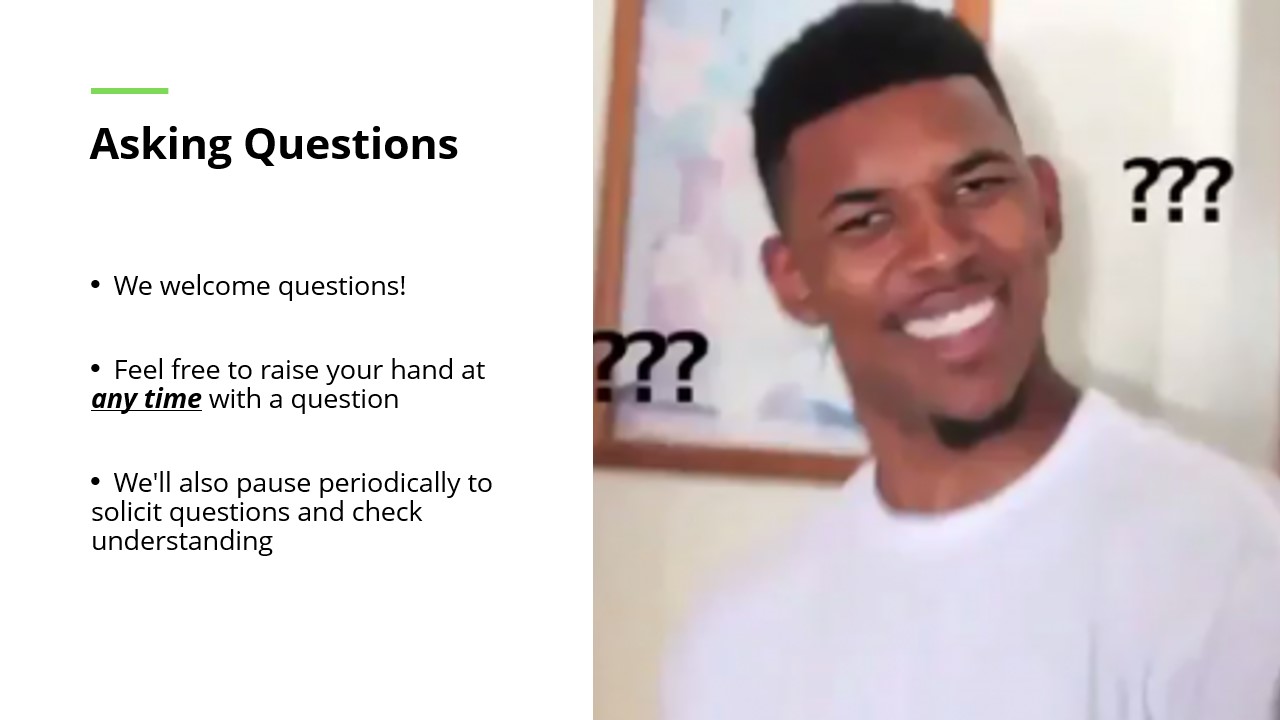 Asking Questions
• We welcome questions!
• Feel free to raise your hand at
any time with a question
• We'll also pause periodically to
solicit questions and check
understanding
???
???